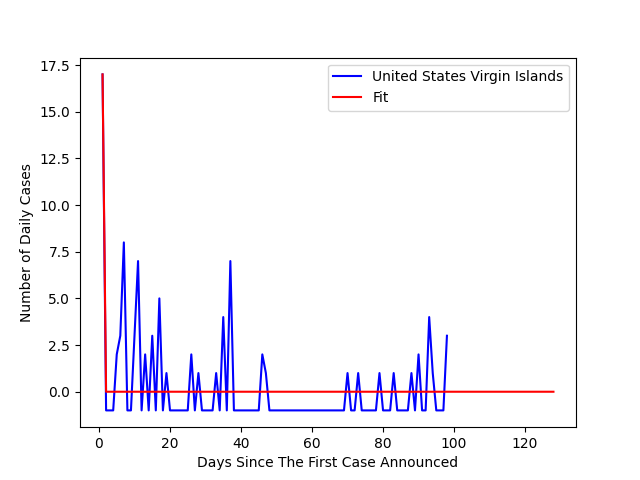 United States Virgin Islands
Fit
Number of Daily Cases
17.5
15.0
12.5
10.0
7.5
5.0
2.5
0.0
0 20 40 60 80 100 120
Days Since The First Case Announced